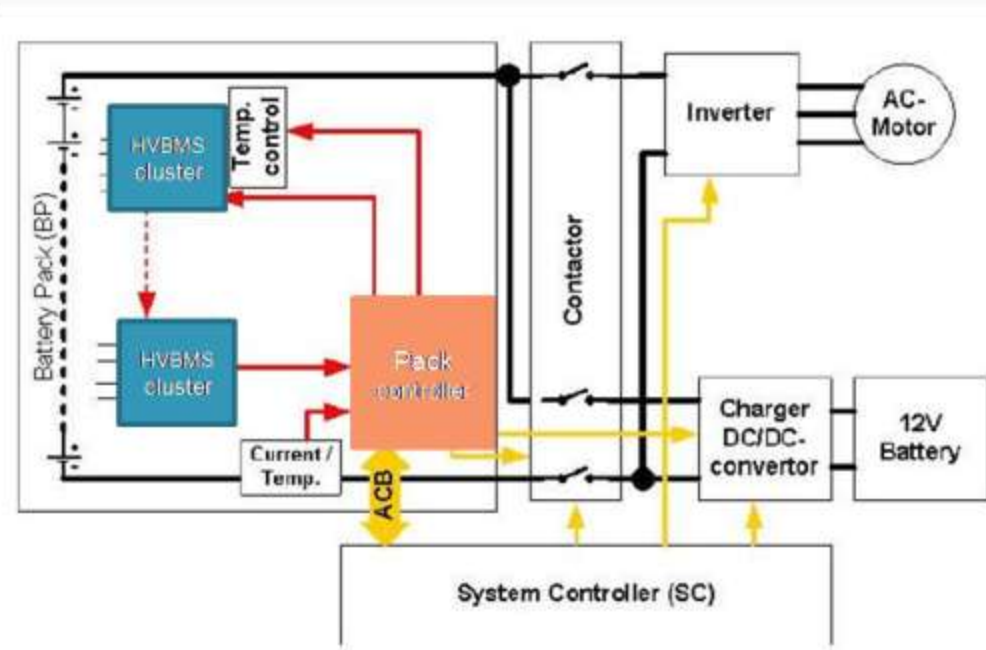 Battery Pack (BP)
HVBMS
cluster
Temp.
control
HVBMS
cluster
Pack
controller
Current /
Temp.
ACB
Contactor
Inverter
AC-
Motor
Charger
DC/DC-
convertor
12V
Battery
System Controller (SC)